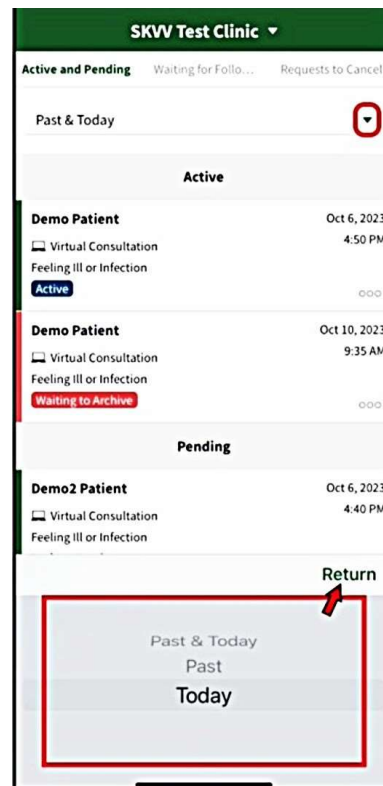 SKVV Test Clinic
Active and Pending Waiting for Follo... Requests to Cancel
Past & Today
Active
Demo Patient Oct 6, 2023
Virtual Consultation 4:50 PM
Feeling Ill or Infection
Active
Demo Patient Oct 10, 2023
Virtual Consultation 9:35 AM
Feeling Ill or Infection
Waiting to Archive
Pending
Demo2 Patient Oct 6, 2023
Virtual Consultation 4:40 PM
Feeling Ill or Infection
Return
Past & Today
Past
Today